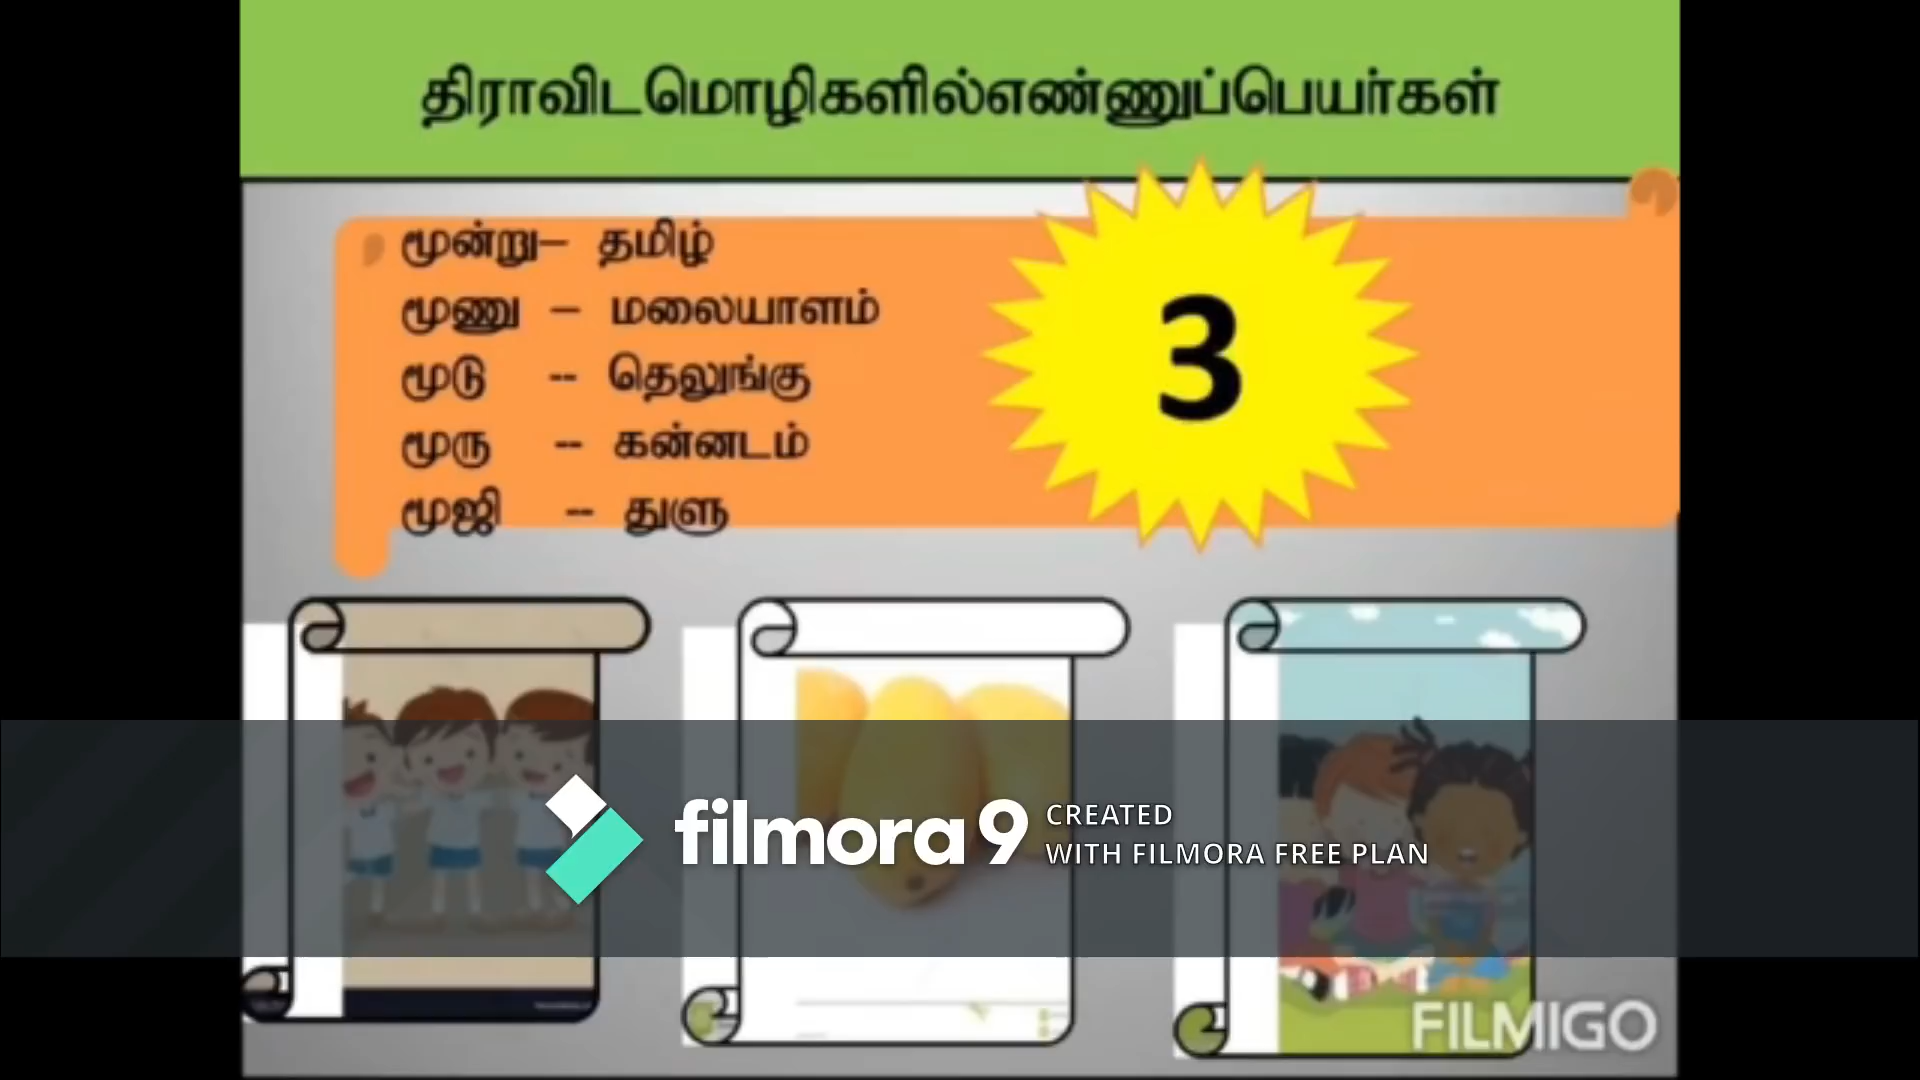 திராவிடமொழிகளில்எண்ணுப்பெயர்கள்
மூன்று– தமிழ்
மூணு – மலையாளம்
மூடு -- தெலுங்கு
மூரு -- கன்னடம்
மூஜி -- துளு
3
filmora9 CREATED
WITH FILMORA FREE PLAN
FILMIGO